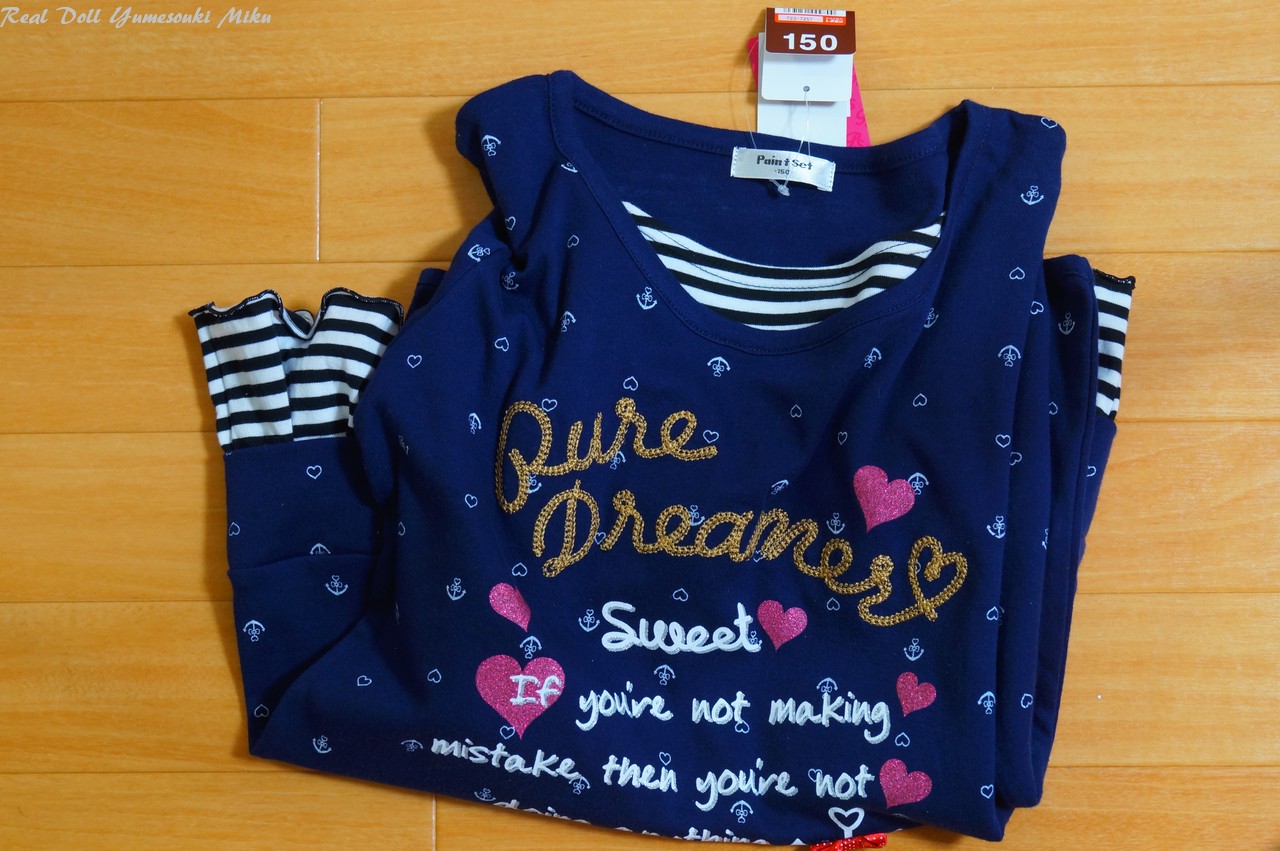 Real Doll Yumesouki Miku
150
Paint Set
-150
Pure
Dreamer
Sweet
If you're not making
mistake, then you're not